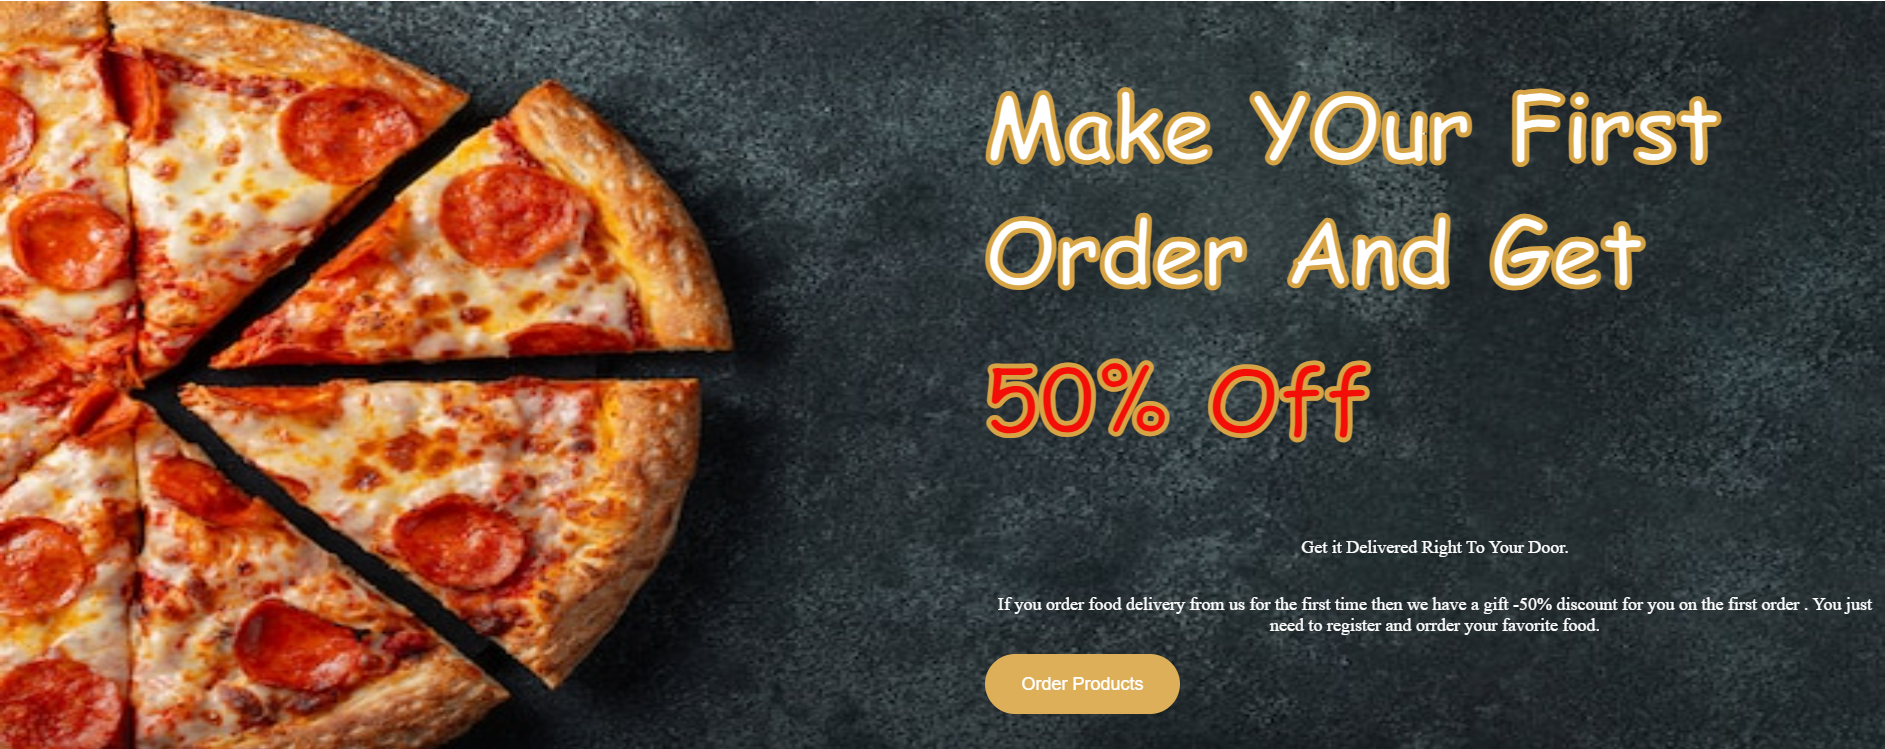 Make YOur First
Order And Get
50% Off
Get it Delivered Right To Your Door.
If you order food delivery from us for the first time then we have a gift -50% discount for you on the first order . You just
need to register and orrder your favorite food.
Order Products